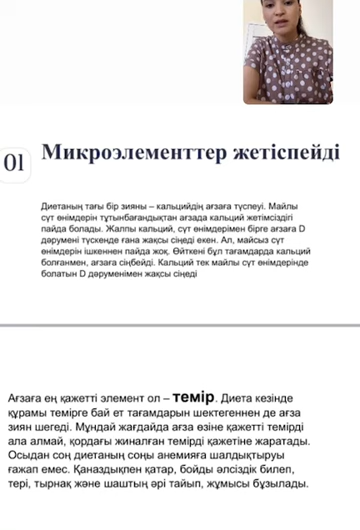 01
Микроэлементтер жетіспейді
Диетаның тағы бір зияны – кальцийдің ағзаға түспеуі. Майлы
сүт өнімдерін тұтынбағандықтан ағзада кальций жетімсіздігі
пайда болады. Жалпы кальций, сүт өнімдерімен бірге ағзаға D
дәрумені түскенде ғана жақсы сіңеді екен. Ал, майсыз сүт
өнімдерін ішкеннен пайда жоқ. Өйткені бұл тағамдарда кальций
болғанмен, ағзаға сіңбейді. Кальций тек майлы сүт өнімдерінде
болатын D дәруменімен жақсы сіңеді
Ағзаға ең қажетті элемент ол – темір. Диета кезінде
құрамы темірге бай ет тағамдарын шектегеннен де ағза
зиян шегеді. Мұндай жағдайда ағза өзіне қажетті темірді
ала алмай, қордағы жиналған темірді қажетіне жаратады.
Осыдан соң диетаның соңы анемияға шалдықтыруы
ғажап емес. Қаназдықпен қатар, бойды әлсіздік билеп,
тері, тырнақ және шаштың әрі тайып, жұмысы бұзылады.